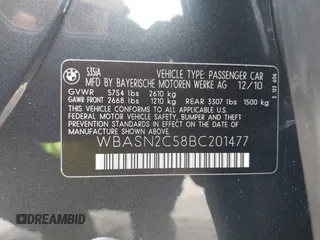 535iA
VEHICLE TYPE: PASSENGER CAR
MFD BY BAYERISCHE MOTOREN WERKE AG 12/10
GVWR 5754 lbs 2610 kg
GAWR FRONT 2668 lbs 1210 kg REAR 3307 lbs 1500 kg
THIS VEHICLE CONFORMS TO ALL APPLICABLE
FEDERAL MOTOR VEHICLE SAFETY, BUMPER, AND
THEFT PREVENTION STANDARDS IN EFFECT ON
THE DATE OF MANUFACTURE SHOWN ABOVE.
WBASN2C58BC201477
DREAMBID